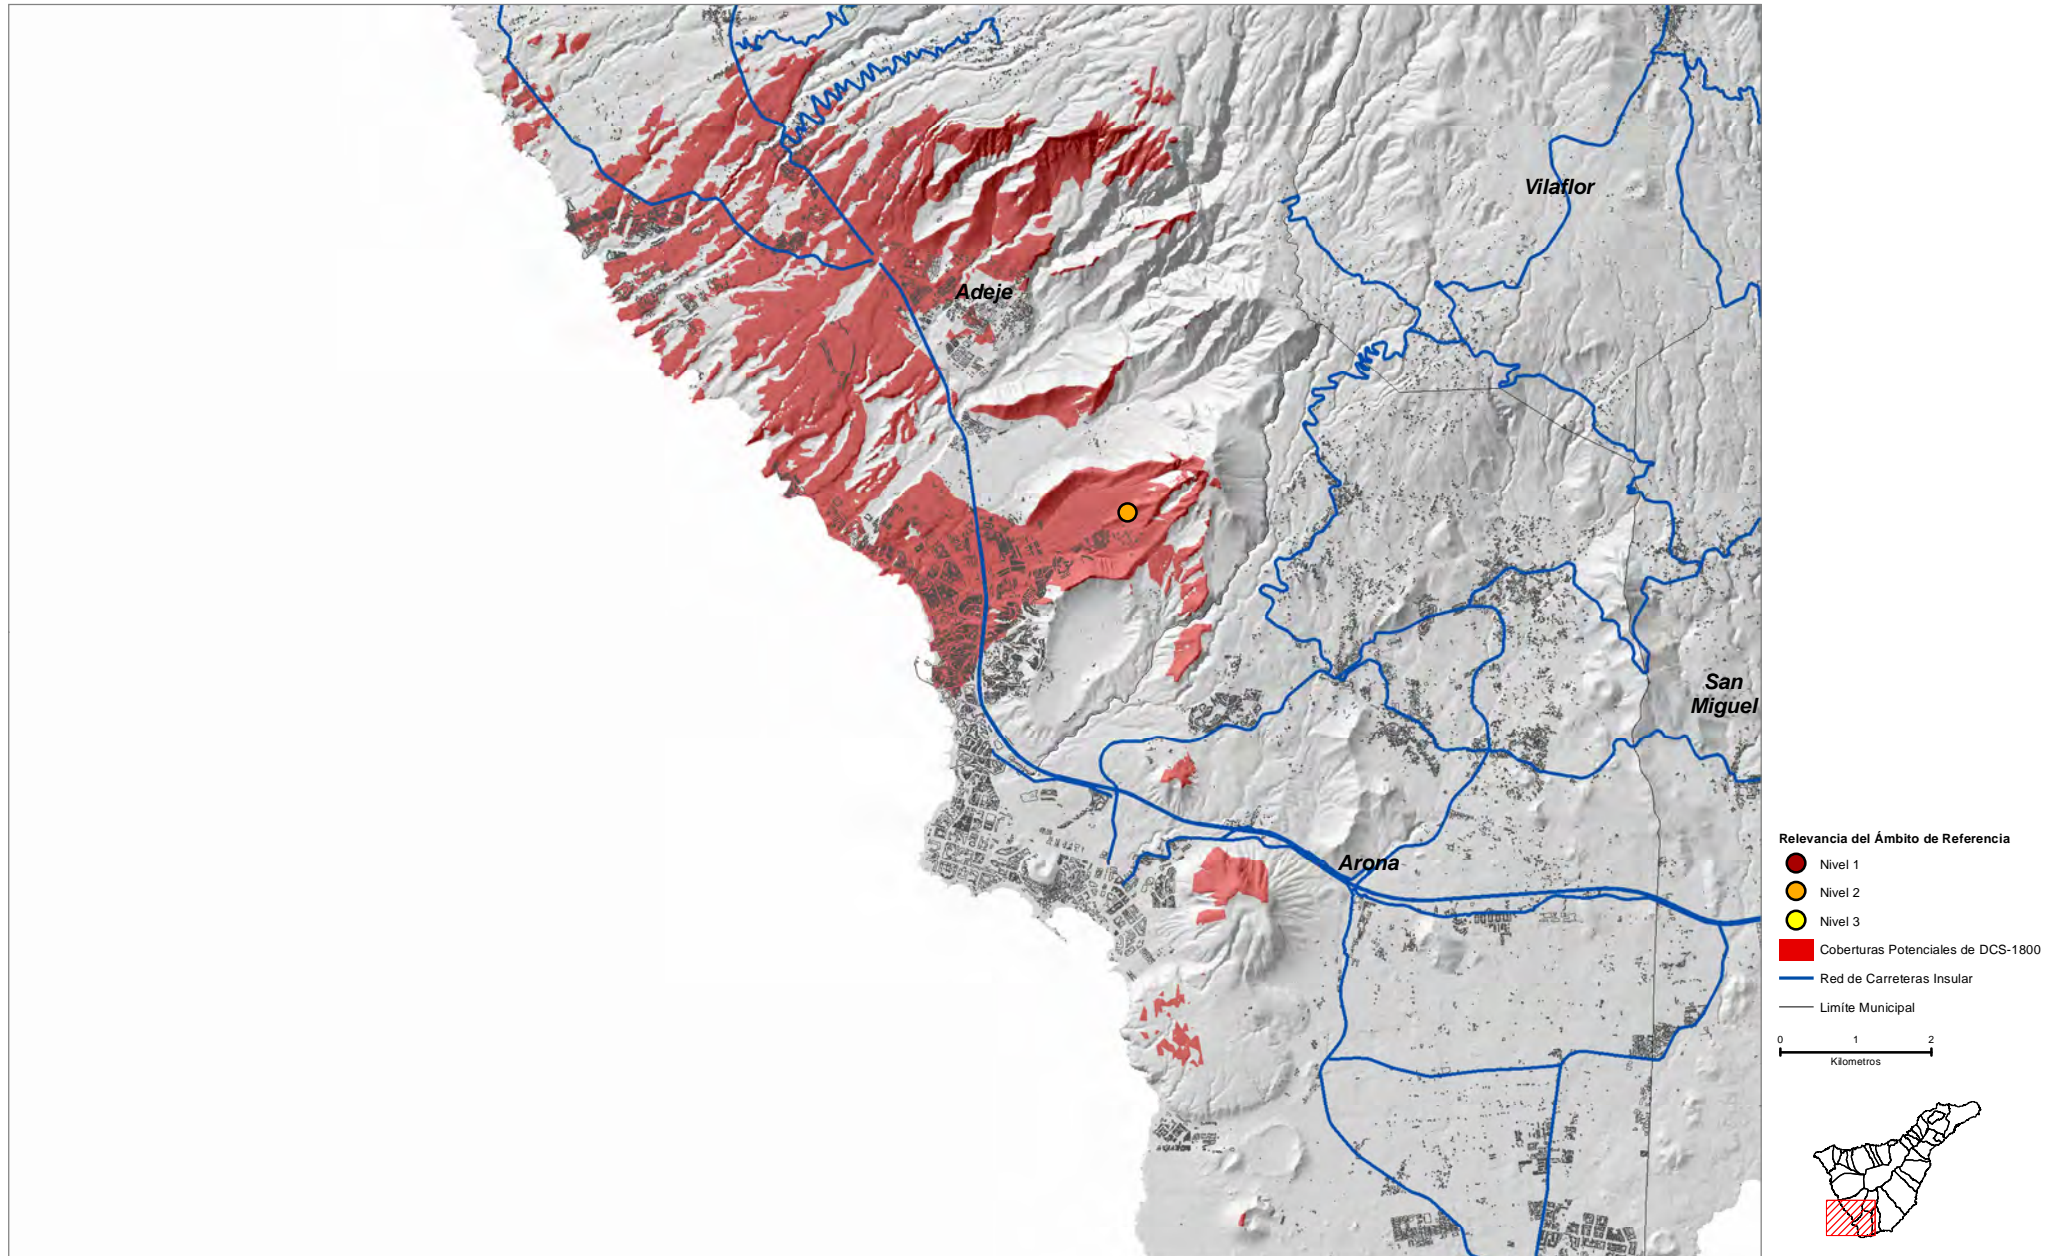 Vilaflor
Adeje
San
Miguel
Arona
Relevancia del Ámbito de Referencia
Nivel 1
Nivel 2
Nivel 3
Coberturas Potenciales de DCS-1800
Red de Carreteras Insular
Limíte Municipal
0 1 2
Kilometros